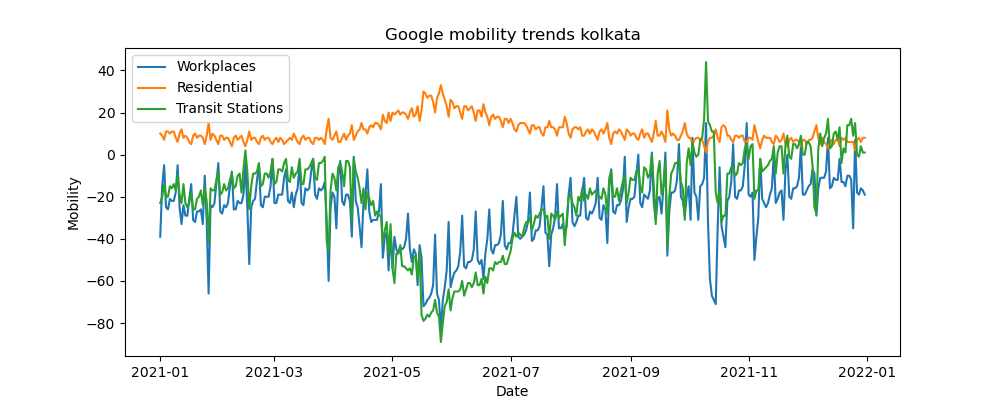 Google mobility trends kolkata
Workplaces
Residential
Transit Stations
40
20
0
−20
−40
−60
−80
Mobility
2021-01 2021-03 2021-05 2021-07 2021-09 2021-11 2022-01
Date